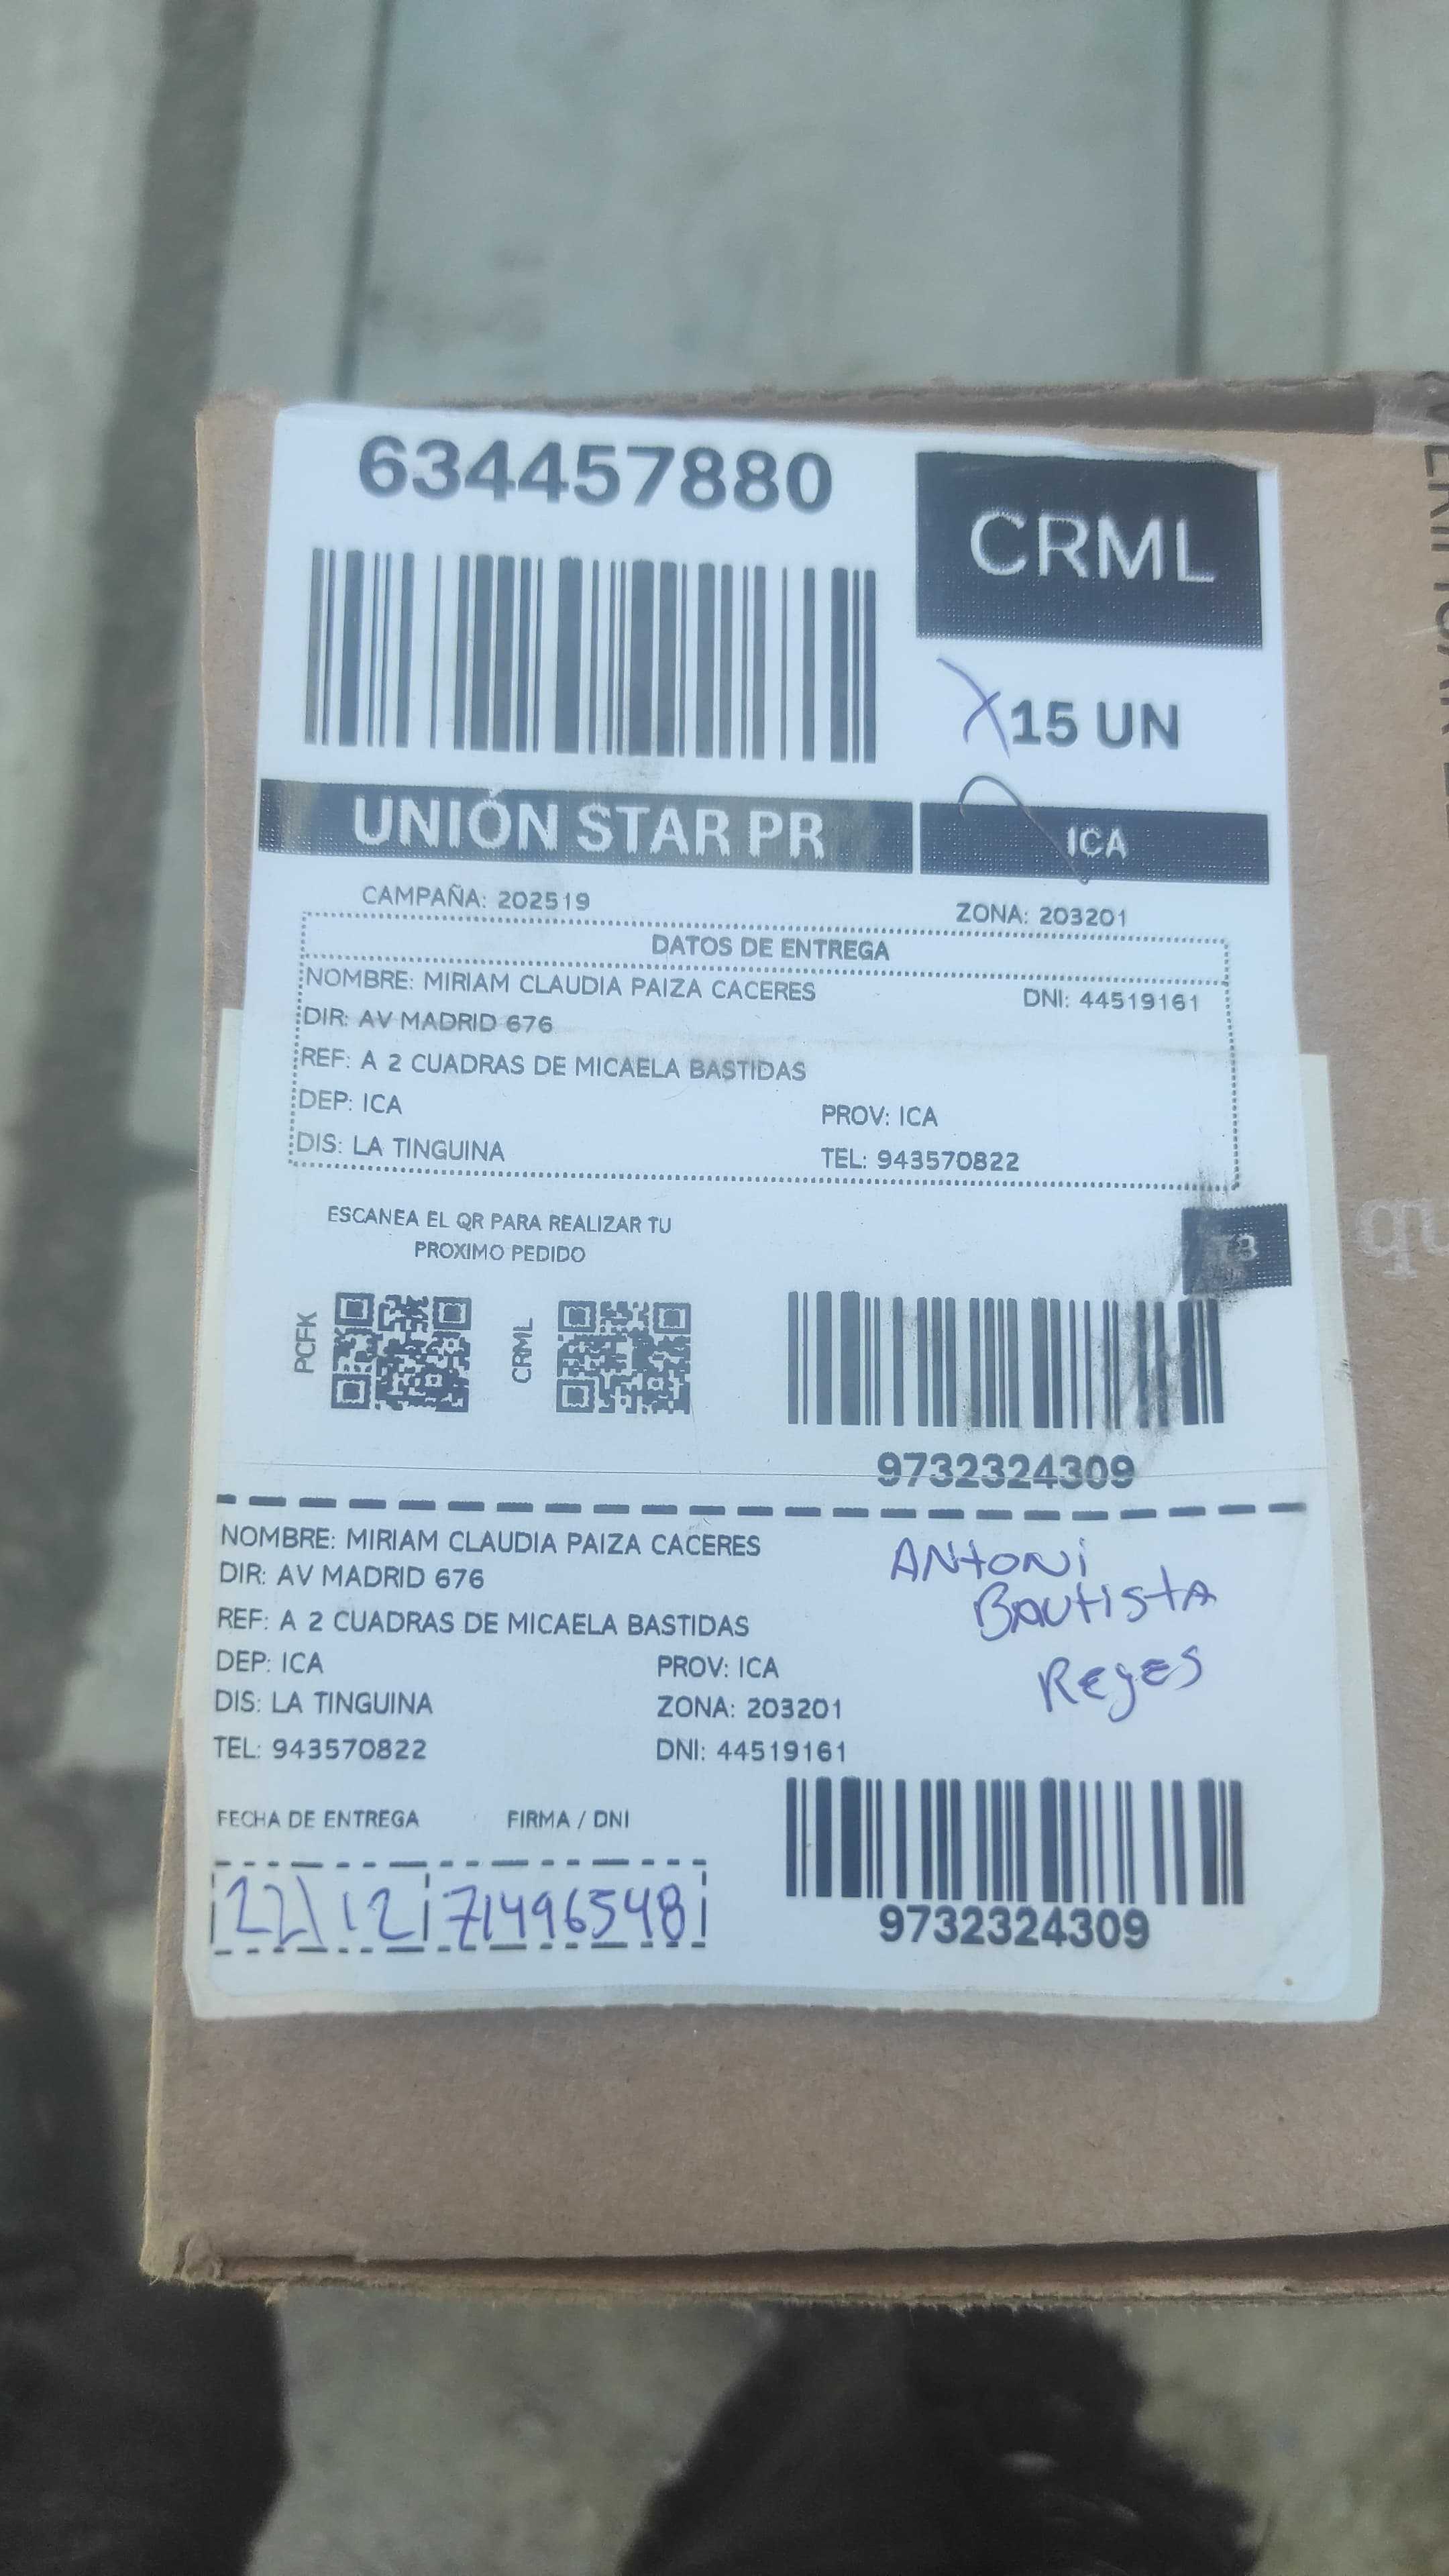 634457880
CRML
15 UN
UNIÓN STAR PR
ICA
CAMPAÑA: 202519
ZONA: 203201
DATOS DE ENTREGA
NOMBRE: MIRIAM CLAUDIA PAIZA CACERES
DNI: 44519161
DIR: AV MADRID 676
REF: A 2 CUADRAS DE MICAELA BASTIDAS
DEP: ICA
PROV: ICA
DIS: LA TINGUINA
TEL: 943570822
ESCANEA EL QR PARA REALIZAR TU
PROXIMO PEDIDO
PCFK
CRML
9732324309
NOMBRE: MIRIAM CLAUDIA PAIZA CACERES
DIR: AV MADRID 676
REF: A 2 CUADRAS DE MICAELA BASTIDAS
DEP: ICA
PROV: ICA
DIS: LA TINGUINA
ZONA: 203201
TEL: 943570822
DNI: 44519161
ANtoNi
BAUtistA
Reyes
FECHA DE ENTREGA
FIRMA / DNI
22\12
71496548
9732324309